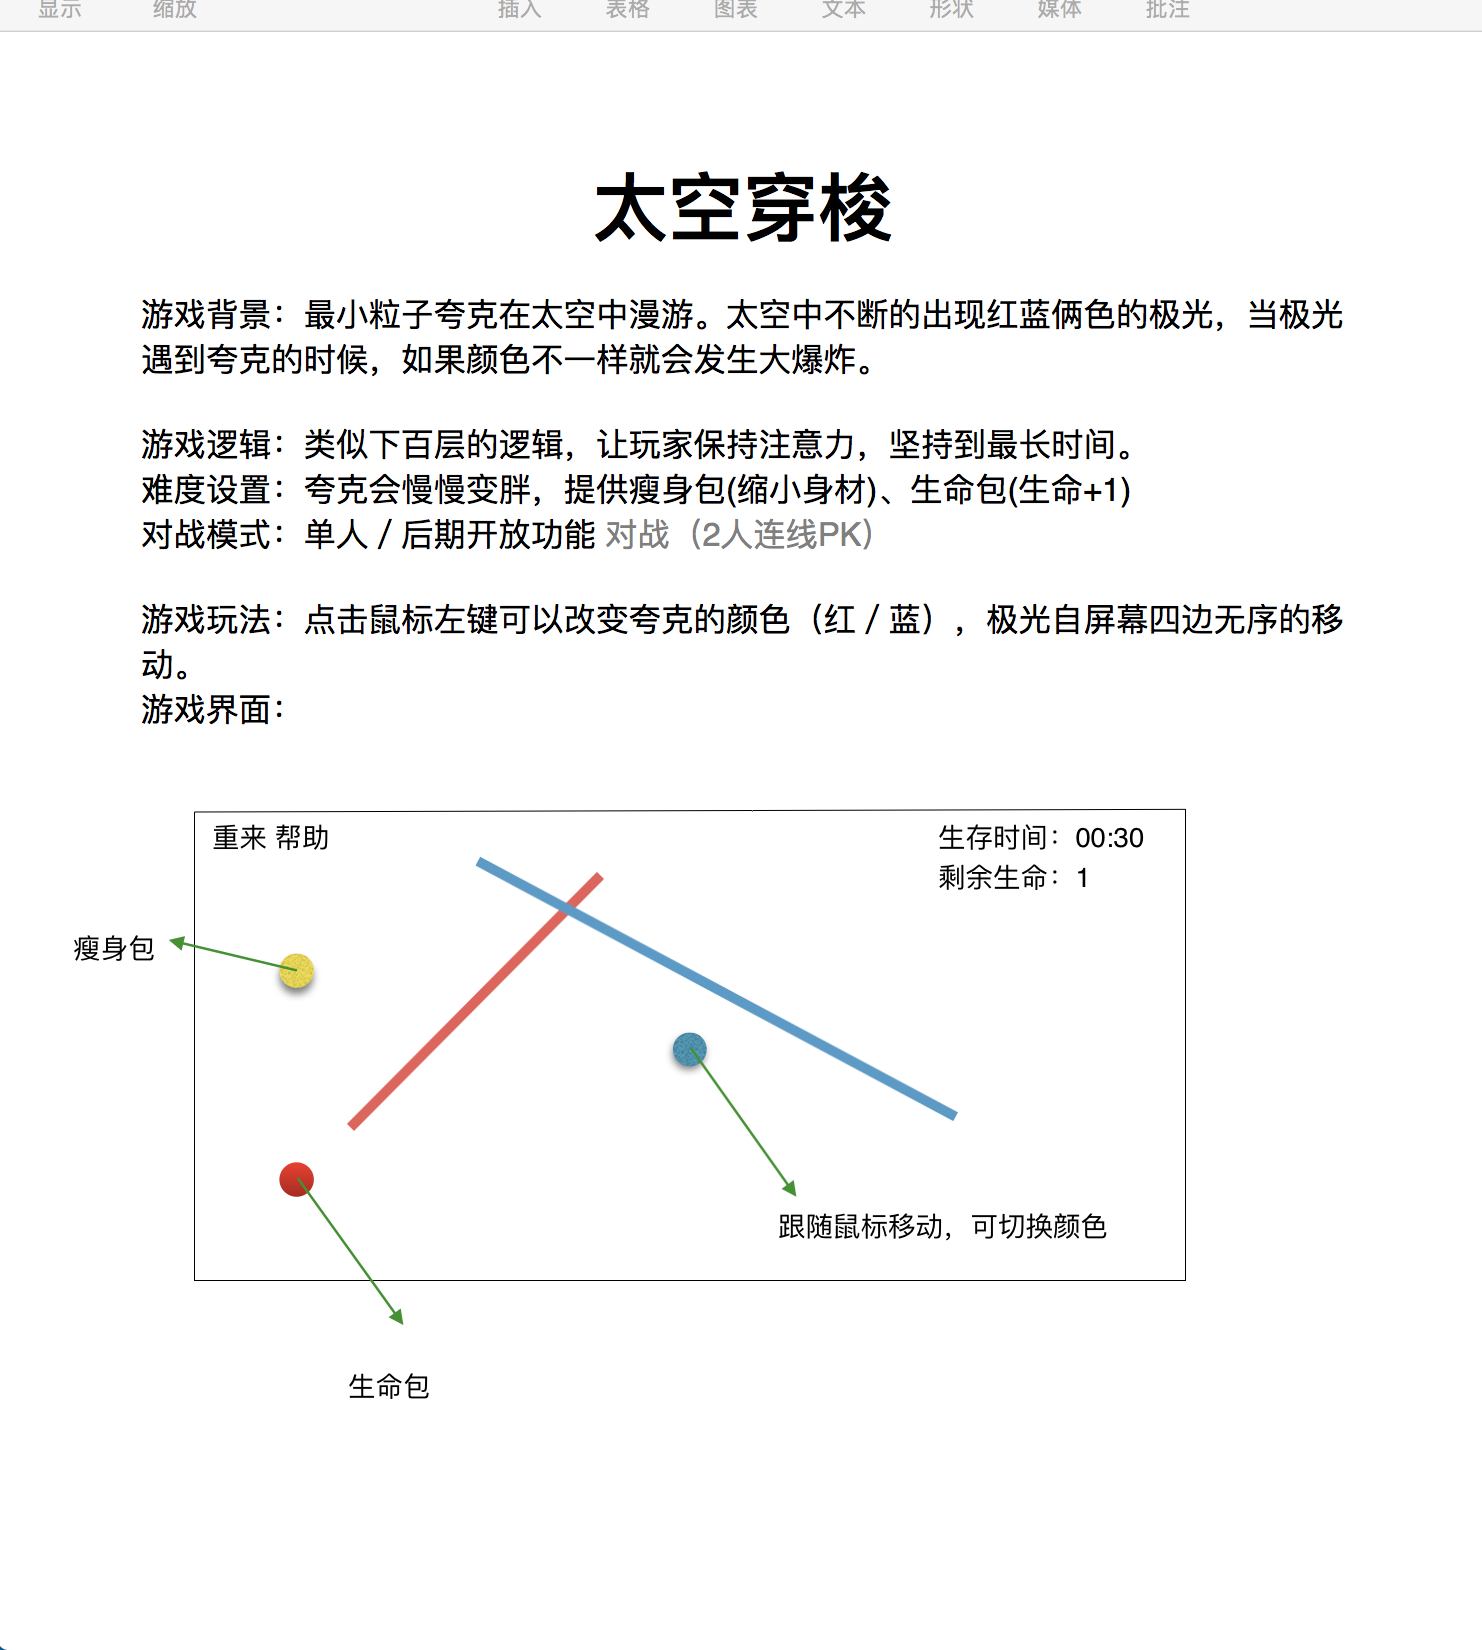 显示 缩放 插入 表格 图表 文本 形状 媒体 批注
太空穿梭
游戏背景：最小粒子夸克在太空中漫游。太空中不断的出现红蓝俩色的极光，当极光
遇到夸克的时候，如果颜色不一样就会发生大爆炸。
游戏逻辑：类似下百层的逻辑，让玩家保持注意力，坚持到最长时间。
难度设置：夸克会慢慢变胖，提供瘦身包(缩小身材)、生命包(生命+1)
对战模式：单人 / 后期开放功能 对战（2人连线PK）
游戏玩法：点击鼠标左键可以改变夸克的颜色（红 / 蓝），极光自屏幕四边无序的移
动。
游戏界面：
重来 帮助 生存时间：00:30
剩余生命：1
瘦身包
跟随鼠标移动，可切换颜色
生命包